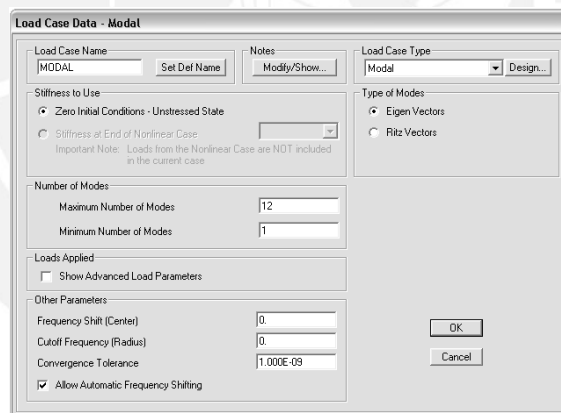 Load Case Data - Modal
Load Case Name
MODAL
Set Def Name
Notes
Modify/Show...
Load Case Type
Modal
Design...
Stiffness to Use
Zero Initial Conditions - Unstressed State
Stiffness at End of Nonlinear Case
Important Note: Loads from the Nonlinear Case are NOT included
in the current case
Type of Modes
Eigen Vectors
Ritz Vectors
Number of Modes
Maximum Number of Modes
12
Minimum Number of Modes
1
Loads Applied
Show Advanced Load Parameters
Other Parameters
Frequency Shift (Center)
0.
Cutoff Frequency (Radius)
0.
Convergence Tolerance
1.000E-09
Allow Automatic Frequency Shifting
OK
Cancel